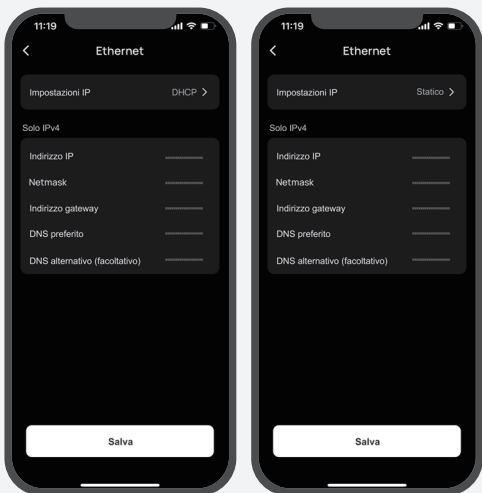 11:19
Ethernet
Impostazioni IP DHCP
Solo IPv4
Indirizzo IP
Netmask
Indirizzo gateway
DNS preferito
DNS alternativo (facoltativo)
Salva
11:19
Ethernet
Impostazioni IP Statico
Solo IPv4
Indirizzo IP
Netmask
Indirizzo gateway
DNS preferito
DNS alternativo (facoltativo)
Salva